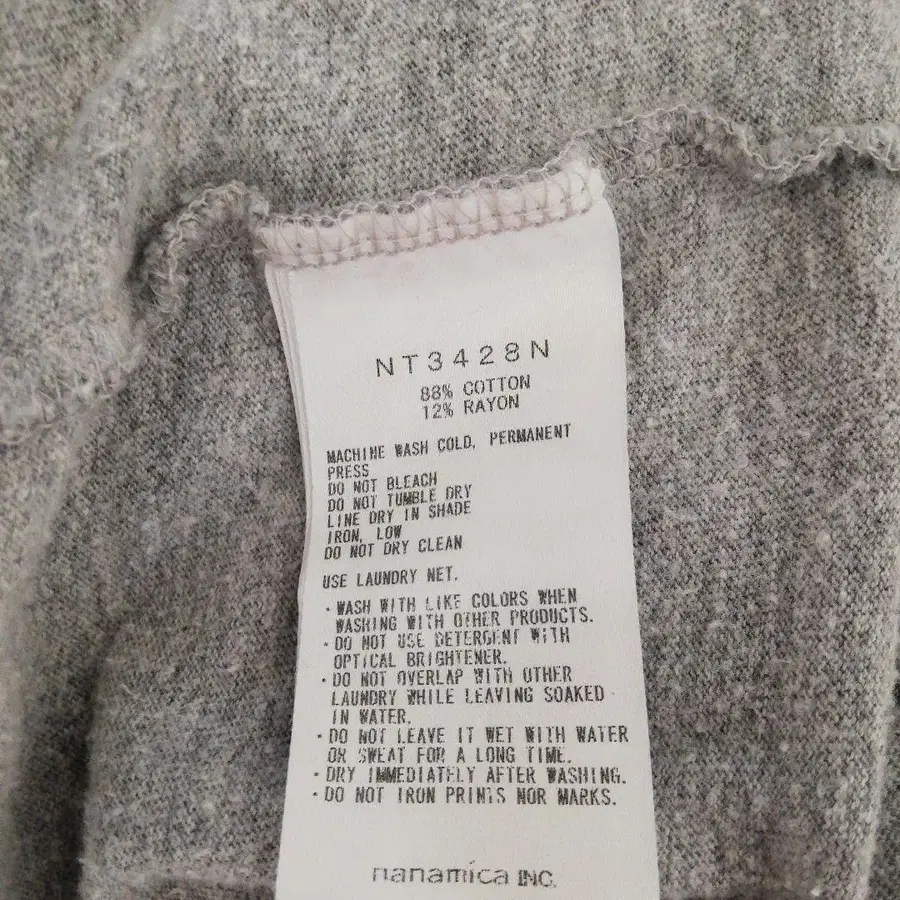 NT3428N
88% COTTON
12% RAYON
MACHINE WASH COLD, PERMANENT
PRESS
DO NOT BLEACH
DO NOT TUMBLE DRY
LINE DRY IN SHADE
IRON, LOW
DO NOT DRY CLEAN
USE LAUNDRY NET.
・WASH WITH LIKE COLORS WHEN
WASHING WITH OTHER PRODUCTS.
・DO NOT USE DETERGENT WITH
OPTICAL BRIGHTENER.
・DO NOT OVERLAP WITH OTHER
LAUNDRY WHILE LEAVING SOAKED
IN WATER.
・DO NOT LEAVE IT WET WITH WATER
OR SWEAT FOR A LONG TIME.
・DRY IMMEDIATELY AFTER WASHING.
・DO NOT IRON PRINTS NOR MARKS.
nanamica INC.